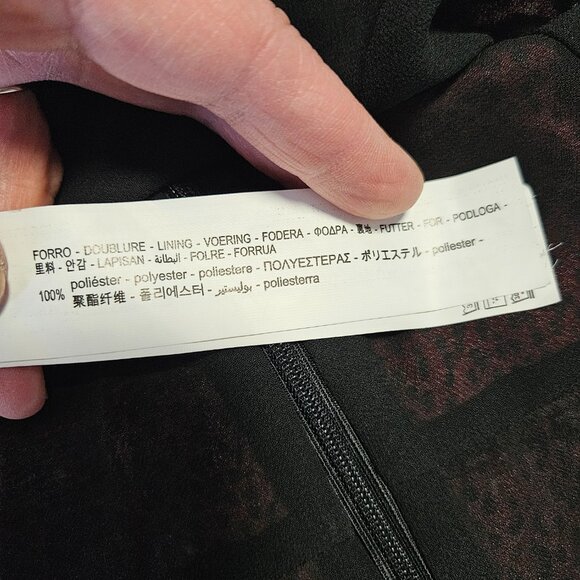 FORRO - DOUBLURE - LINING - VOERING - FODERA - ΦΟΔΡΑ - 裏地 - FUTTER - FOR - PODLOGA -
里料 - 안감 - LAPISAN - البطانة - FOLRE - FORRUA
100% poliéster - polyester - poliestere - ΠΟΛΥΕΣΤΕΡΑΣ - ポリエステル - poliester -
聚酯纤维 - 폴리에스터 - بوليستير - poliesterra